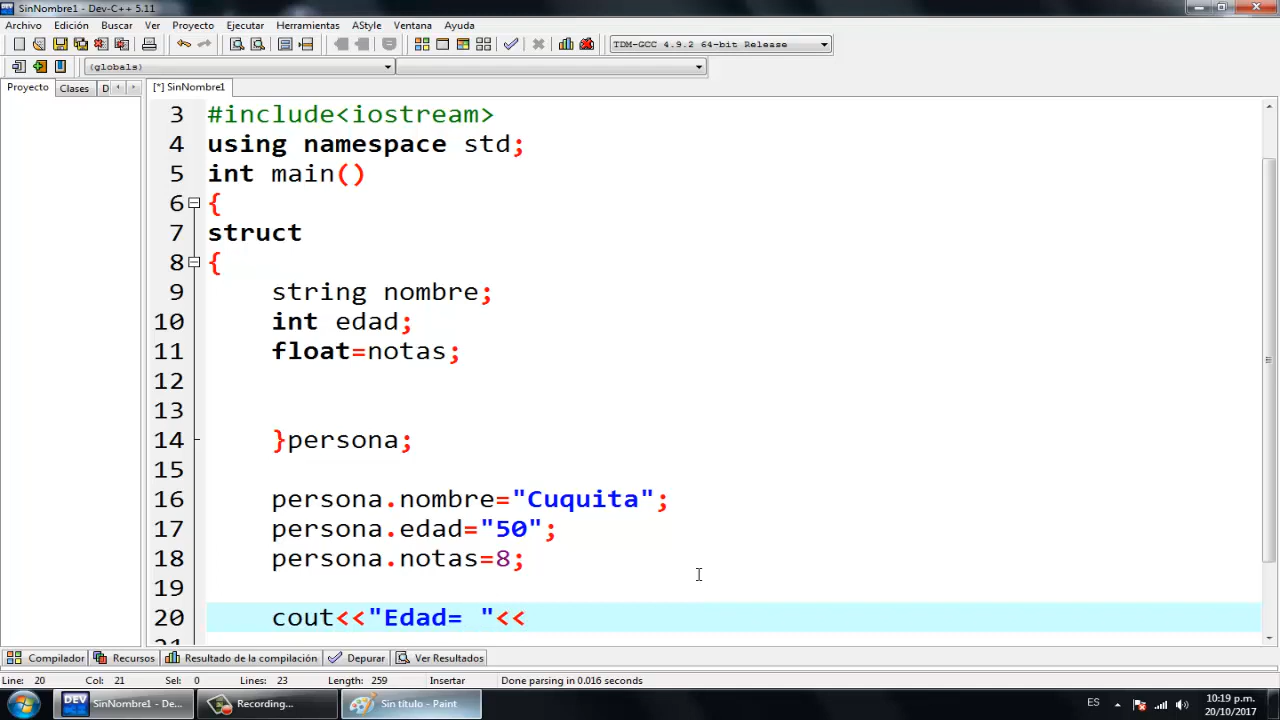 SinNombre1 - Dev-C++ 5.11
Archivo Edición Buscar Ver Proyecto Ejecutar Herramientas AStyle Ventana Ayuda
TDM-GCC 4.9.2 64-bit Release
(globals)
Proyecto Clases D [*] SinNombre1
3 #include<iostream>
4 using namespace std;
5 int main()
6 {
7 struct
8 {
9 string nombre;
10 int edad;
11 float=notas;
12
13
14 }persona;
15
16 persona.nombre="Cuquita";
17 persona.edad="50";
18 persona.notas=8;
19
20 cout<<"Edad= "<<
21
Compilador Recursos Resultado de la compilación Depurar Ver Resultados
Line: 20 Col: 21 Sel: 0 Lines: 23 Length: 259 Insertar Done parsing in 0.016 seconds
DEV SinNombre1 - De... Recording... Sin título - Paint ES 10:19 p.m.
20/10/2017